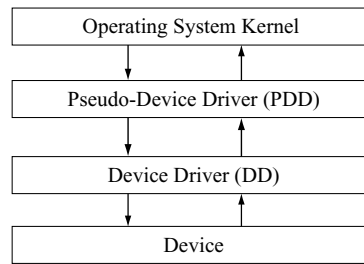 Operating System Kernel
Pseudo-Device Driver (PDD)
Device Driver (DD)
Device